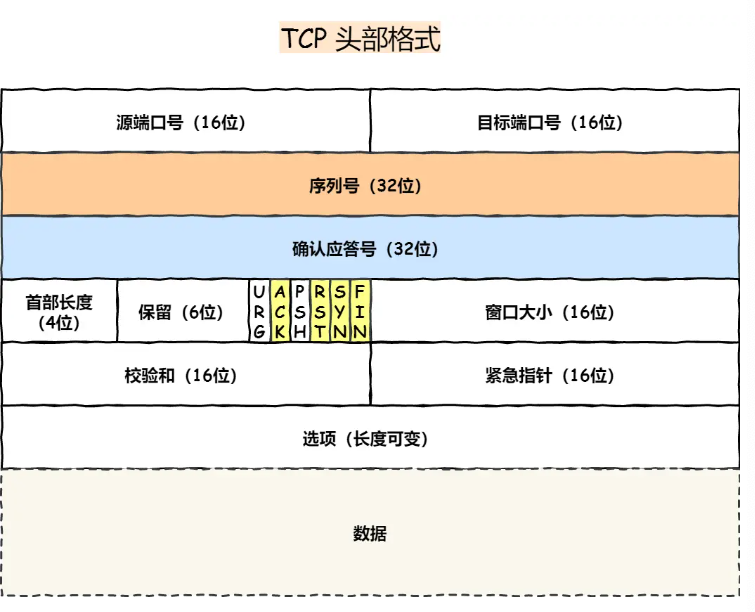 TCP 头部格式
源端口号（16位） 目标端口号（16位）
序列号（32位）
确认应答号（32位）
首部长度
（4位）
保留（6位）
URG
ACK
PSH
RST
SYN
FIN
窗口大小（16位）
校验和（16位） 紧急指针（16位）
选项（长度可变）
数据